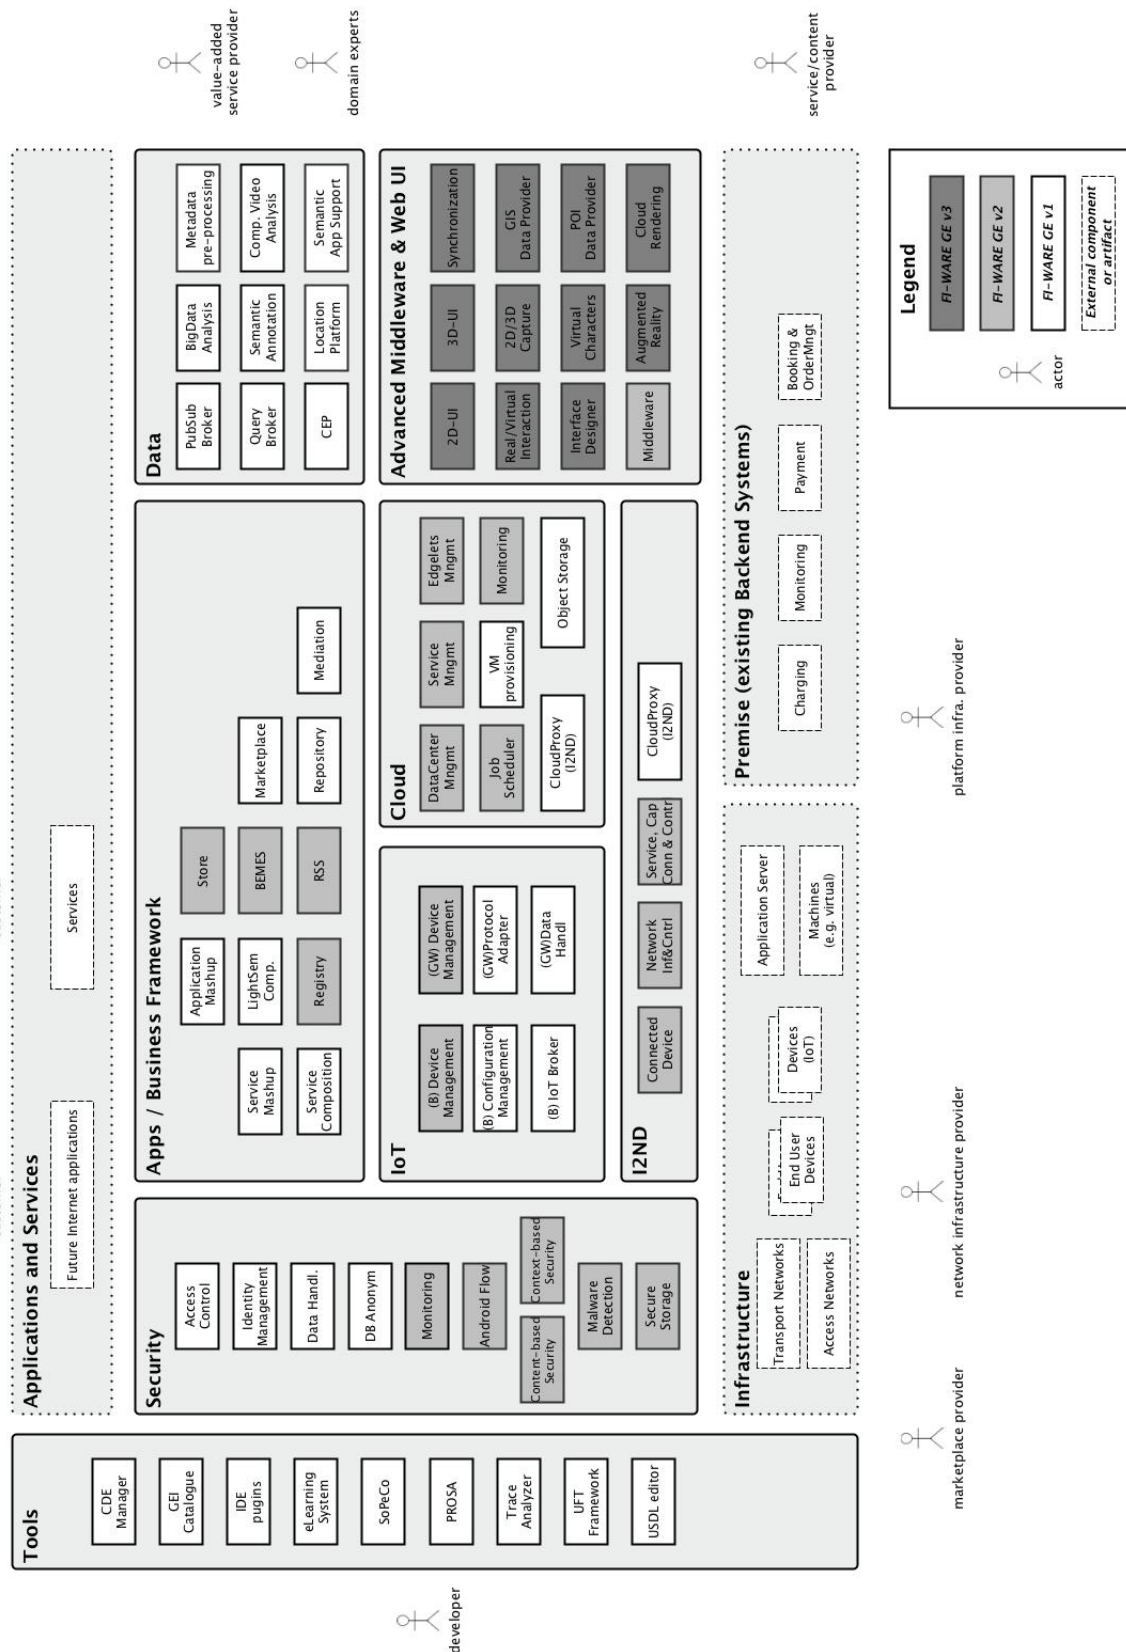 Applications and Services
Future Internet applications
Services
Tools
CDE
Manager
GEI
Catalogue
IDE
pugins
eLearning
System
SoPeCo
PROSA
Trace
Analyzer
UFT
Framework
USDL editor
Security
Access
Control
Identity
Management
Data Handl.
DB Anonym
Monitoring
Android Flow
Content-based
Security
Context-based
Security
Malware
Detection
Secure
Storage
Apps / Business Framework
Application
Mashup
Store
Service
Mashup
LightSem
Comp.
BEMES
Marketplace
Service
Composition
Registry
RSS
Repository
Mediation
Data
PubSub
Broker
BigData
Analysis
Metadata
pre-processing
Query
Broker
Semantic
Annotation
Comp. Video
Analysis
CEP
Location
Platform
Semantic
App Support
IoT
(B) Device
Management
(GW) Device
Management
(B) Configuration
Management
(GW)Protocol
Adapter
(B) IoT Broker
(GW)Data
Handl
Cloud
DataCenter
Mngmt
Service
Mngmt
Edgelets
Mngmt
Job
Scheduler
VM
provisioning
Monitoring
CloudProxy
(I2ND)
Object Storage
Advanced Middleware & Web UI
2D-UI
3D-UI
Synchronization
Real/Virtual
Interaction
2D/3D
Capture
GIS
Data Provider
Interface
Designer
Virtual
Characters
POI
Data Provider
Middleware
Augmented
Reality
Cloud
Rendering
I2ND
Connected
Device
Network
Inf&Cntrl
Service, Cap
Conn & Contr
CloudProxy
(I2ND)
Infrastructure
Transport Networks
Access Networks
End User
Devices
Devices
(IoT)
Application Server
Machines
(e.g. virtual)
Premise (existing Backend Systems)
Charging
Monitoring
Payment
Booking &
OrderMngt
developer
value-added
service provider
domain experts
service/content
provider
marketplace provider
network infrastructure provider
platform infra. provider
Legend
actor
FI-WARE GE v3
FI-WARE GE v2
FI-WARE GE v1
External component
or artifact